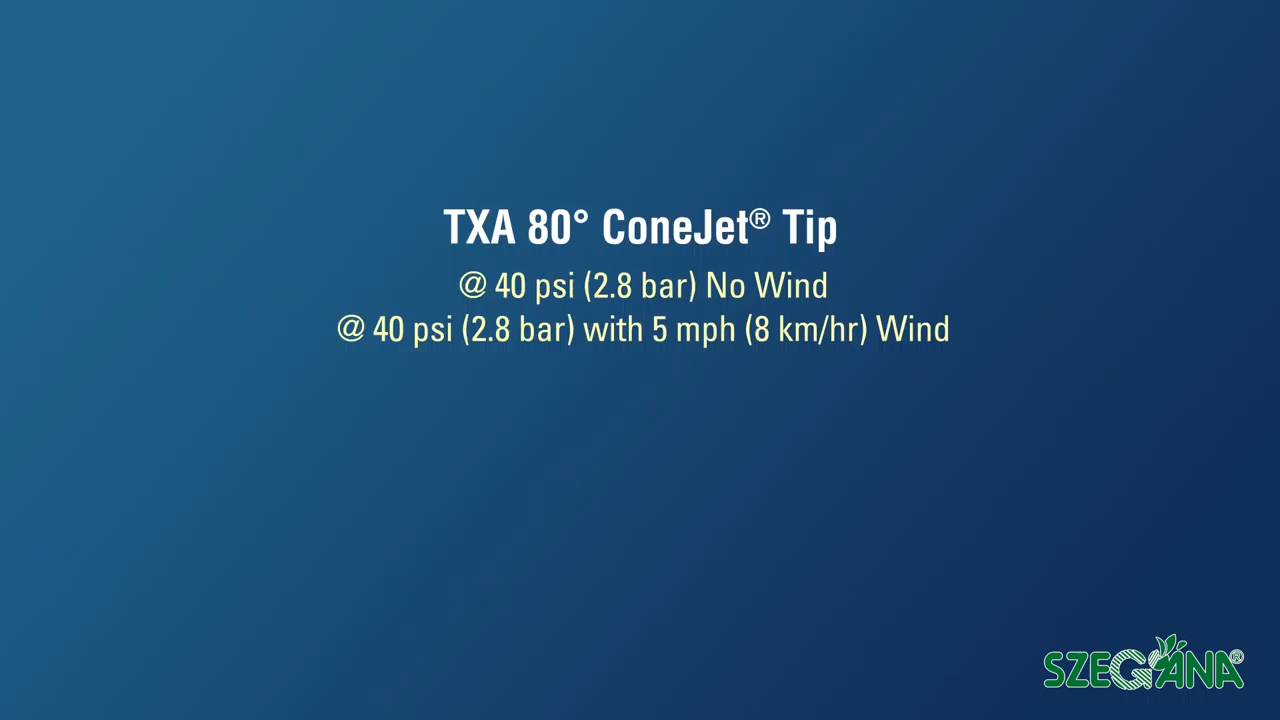 TXA 80° ConeJet® Tip
@ 40 psi (2.8 bar) No Wind
@ 40 psi (2.8 bar) with 5 mph (8 km/hr) Wind
SZEGÁNA®